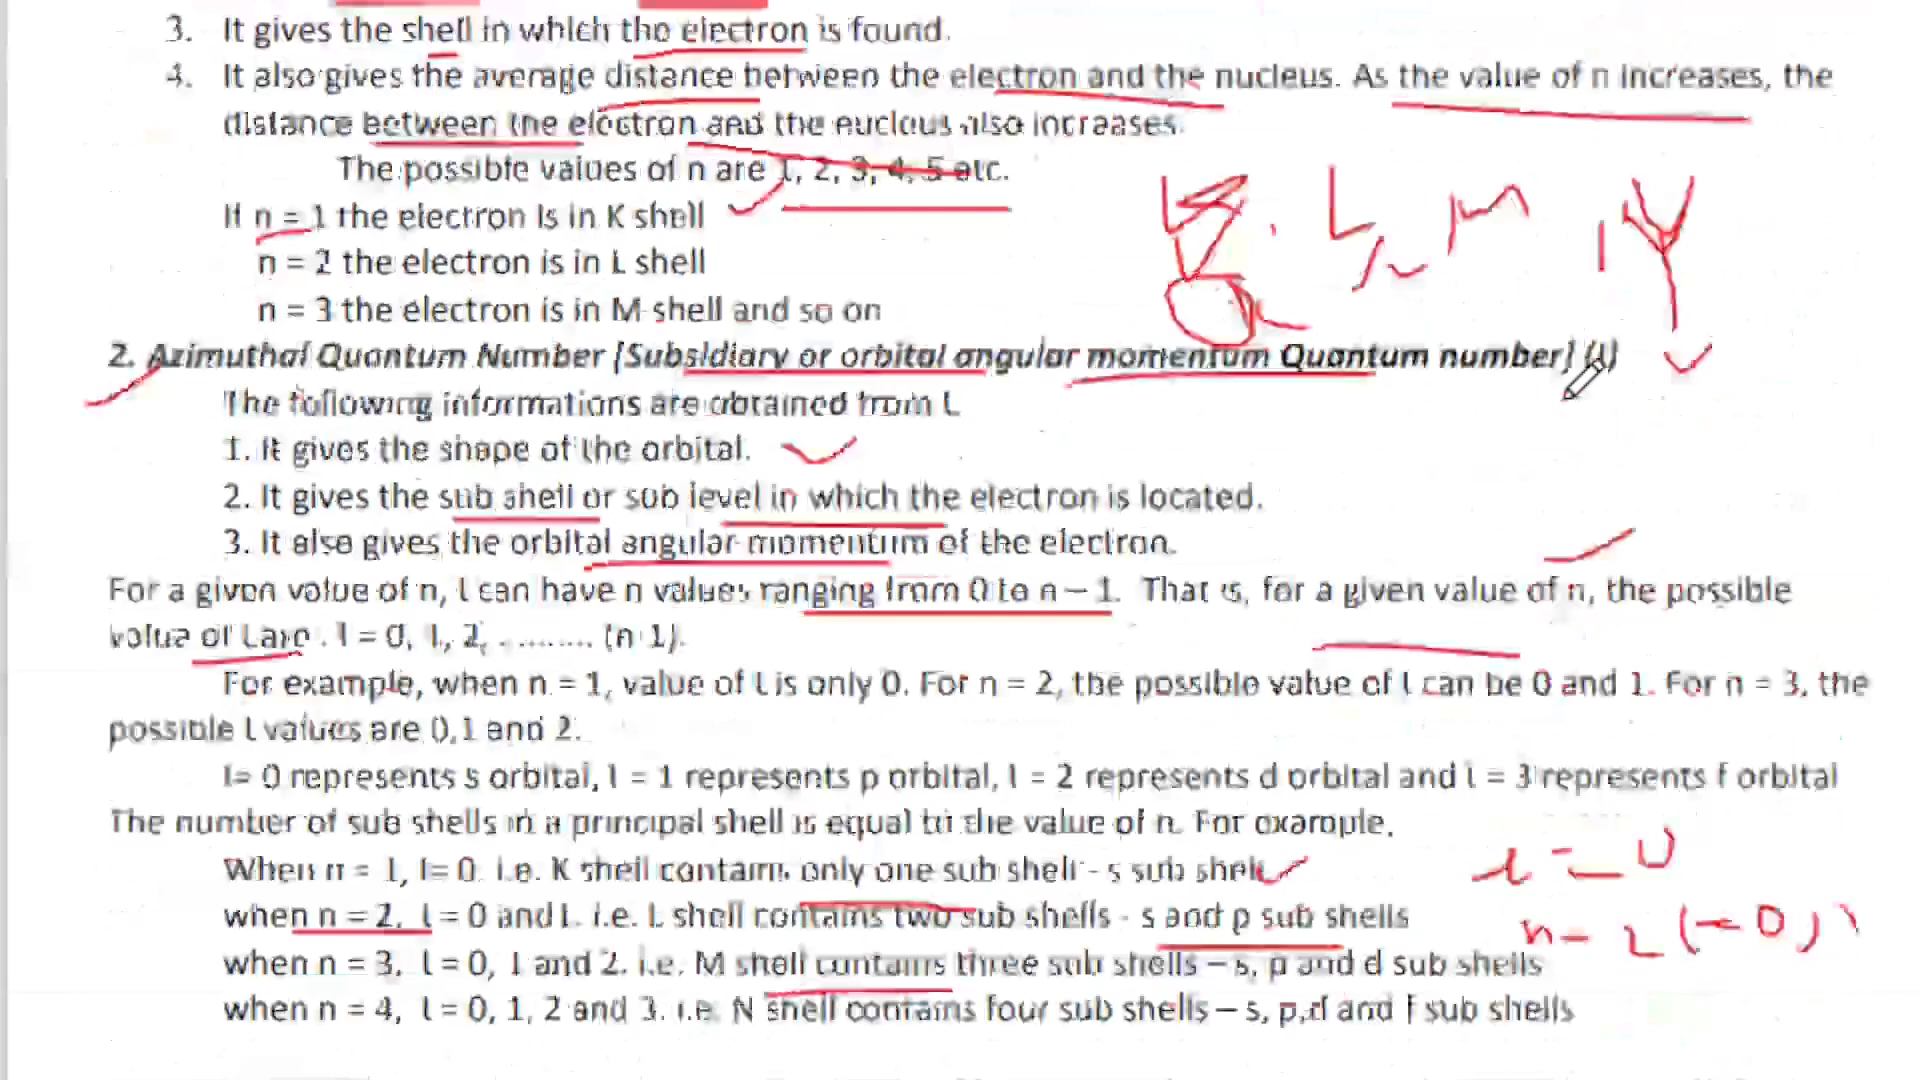 3. It gives the shell in which the electron is found.
4. It also gives the average distance between the electron and the nucleus. As the value of n increases, the
distance between the electron and the nucleus also increases.
The possible values of n are 1, 2, 3, 4, 5 etc.
If n = 1 the electron is in K shell
n = 2 the electron is in L shell
n = 3 the electron is in M shell and so on
K, L, M
2. Azimuthal Quantum Number [Subsidiary or orbital angular momentum Quantum number] (l)
The following informations are obtained from l
1. It gives the shape of the orbital.
2. It gives the sub shell or sub level in which the electron is located.
3. It also gives the orbital angular momentum of the electron.
For a given value of n, l can have n values ranging from 0 to n – 1. That is, for a given value of n, the possible
value of l are : l = 0, 1, 2, ......... (n-1).
For example, when n = 1, value of l is only 0. For n = 2, the possible value of l can be 0 and 1. For n = 3, the
possible l values are 0,1 and 2.
l= 0 represents s orbital, l = 1 represents p orbital, l = 2 represents d orbital and l = 3 represents f orbital
The number of sub shells in a principal shell is equal to the value of n. For example,
When n = 1, l= 0 i.e. K shell contains only one sub shell - s sub shell
l = 0
when n = 2, l = 0 and 1. i.e. L shell contains two sub shells - s and p sub shells
n = 2 l = 0, 1
when n = 3, l = 0, 1 and 2. i.e. M shell contains three sub shells – s, p and d sub shells
when n = 4, l = 0, 1, 2 and 3. i.e. N shell contains four sub shells – s, p,d and f sub shells